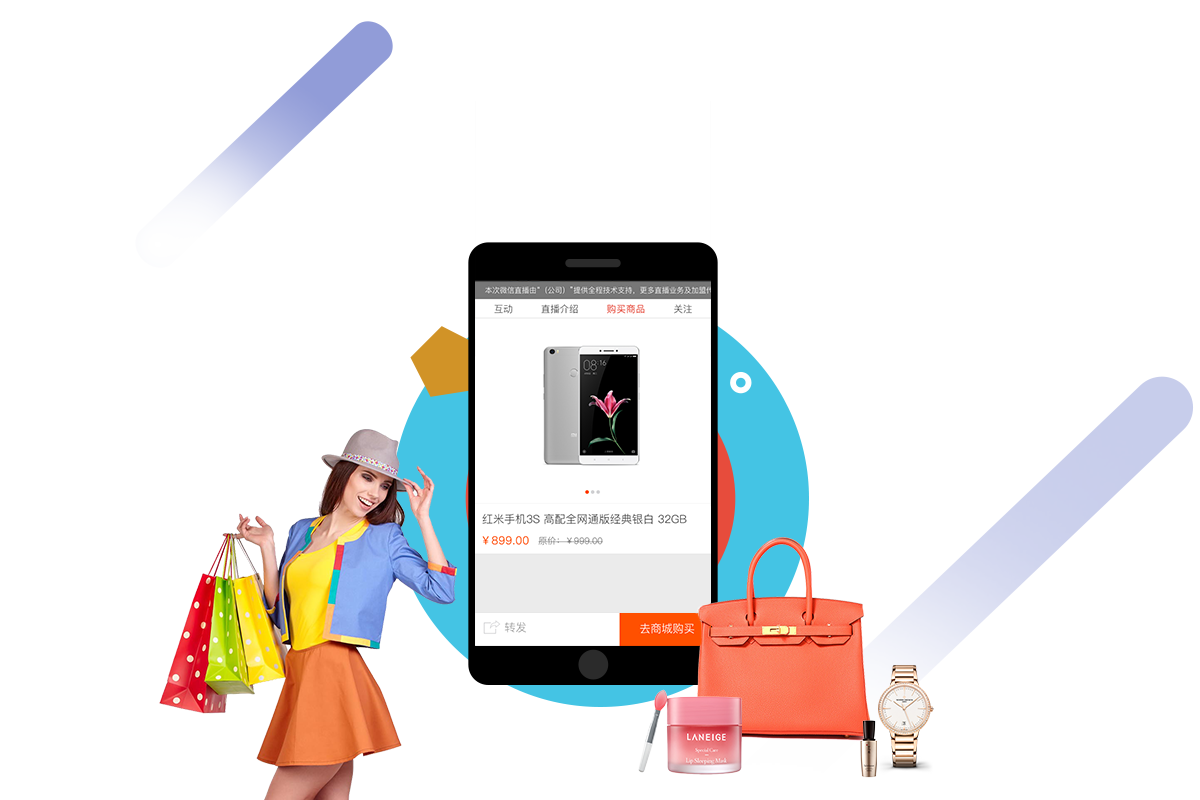 本次微信直播由“（公司）”提供全程技术支持，更多直播业务及加盟
互动 直播介绍 购买商品 关注
08:16
红米手机3S 高配全网通版经典银白 32GB
¥899.00 原价：¥999.00
转发 去商城购买
LANEIGE
Special Care
Lip Sleeping Mask